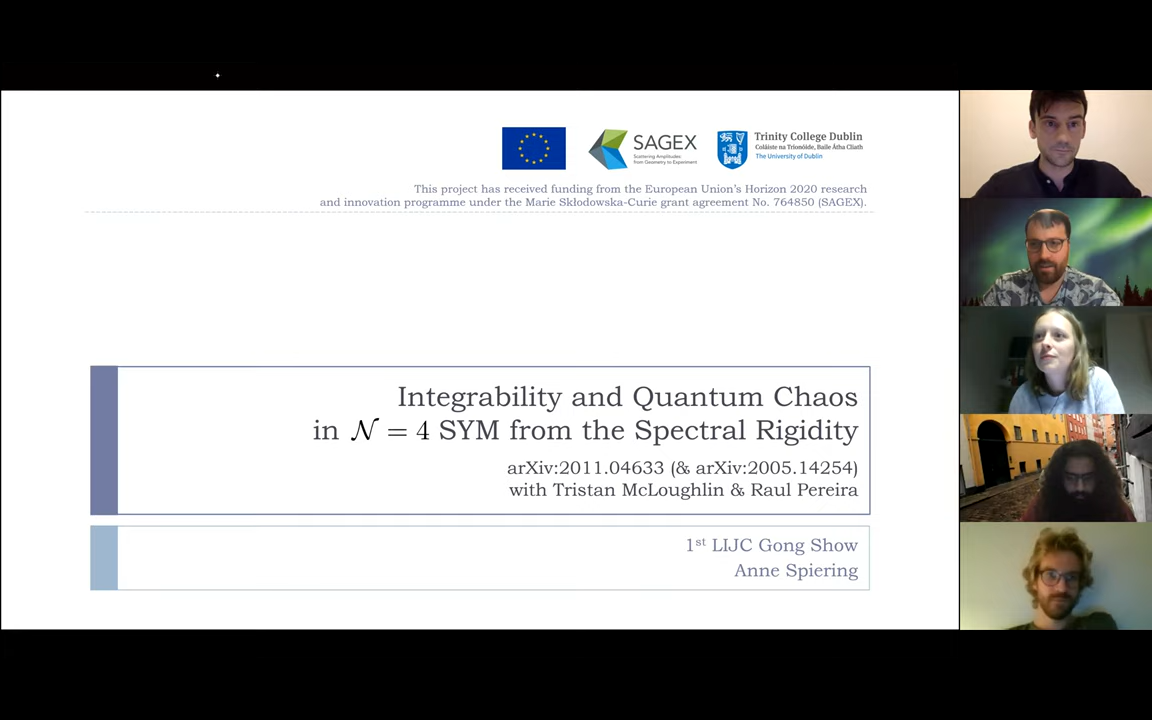 SAGEX
Scattering Amplitudes:
from Geometry to Experiment
Trinity College Dublin
Coláiste na Tríonóide, Baile Átha Cliath
The University of Dublin
This project has received funding from the European Union's Horizon 2020 research
and innovation programme under the Marie Skłodowska-Curie grant agreement No. 764850 (SAGEX).
Integrability and Quantum Chaos
in 𝒩 = 4 SYM from the Spectral Rigidity
arXiv:2011.04633 (& arXiv:2005.14254)
with Tristan McLoughlin & Raul Pereira
1st LIJC Gong Show
Anne Spiering